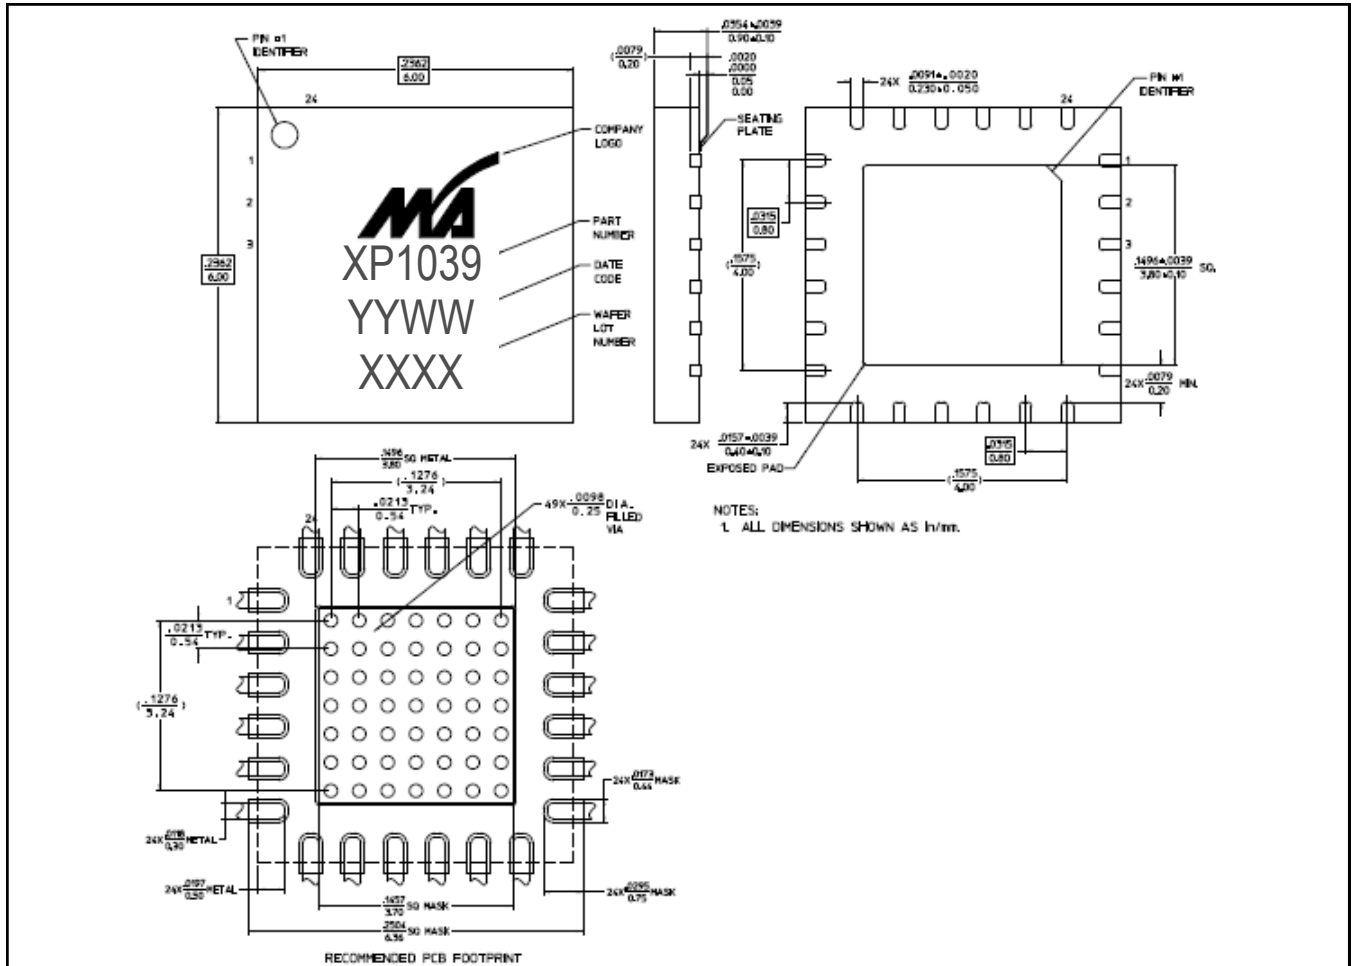 PIN #1
IDENTIFIER
.2362
6.00
24
1
2
3
.2362
6.00
MA
XP1039
YYWW
XXXX
COMPANY
LOGO
PART
NUMBER
DATE
CODE
WAFER
LOT
NUMBER
.0354±.0039
0.90±0.10
(.0079
0.20)
.0020
.0000
0.05
0.00
SEATING
PLATE
24X .0091±.0020
0.230±0.050
24
PIN #1
IDENTIFIER
1
2
3
.0315
0.80
(.1575
4.00)
.1496±.0039 SQ.
3.80±0.10
24X .0079 MIN.
0.20
24X .0157±.0039
0.40±0.10
EXPOSED PAD
.0315
0.80
(.1575
4.00)
NOTES:
1. ALL DIMENSIONS SHOWN AS in/mm.
.1496 SQ METAL
3.80
(.1276
3.24)
.0213 TYP.
0.54
49X .0098 DIA.
0.25 FILLED
VIA
24
1
.0213 TYP.
0.54
(.1276
3.24)
24X .0118 METAL
0.30
24X .0197 METAL
0.50
24X .0173 MASK
0.44
24X .0295 MASK
0.75
.1457 SQ MASK
3.70
.2504 SQ MASK
6.36
RECOMMENDED PCB FOOTPRINT